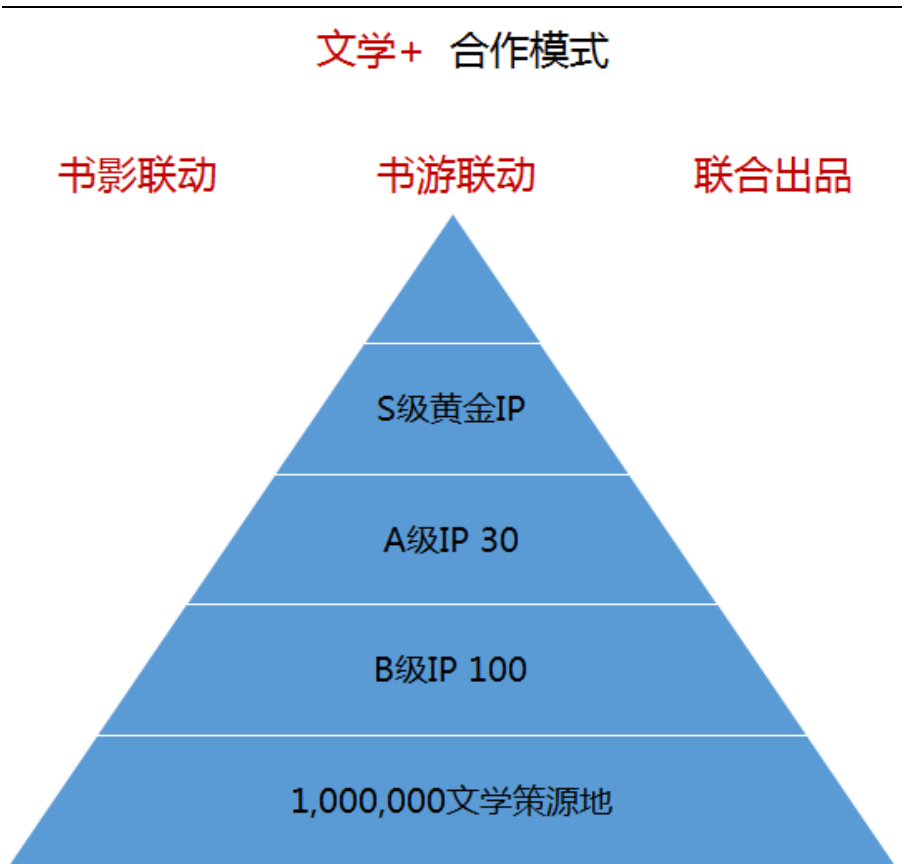 文学+ 合作模式
书影联动 书游联动 联合出品
S级黄金IP
A级IP 30
B级IP 100
1,000,000文学策源地